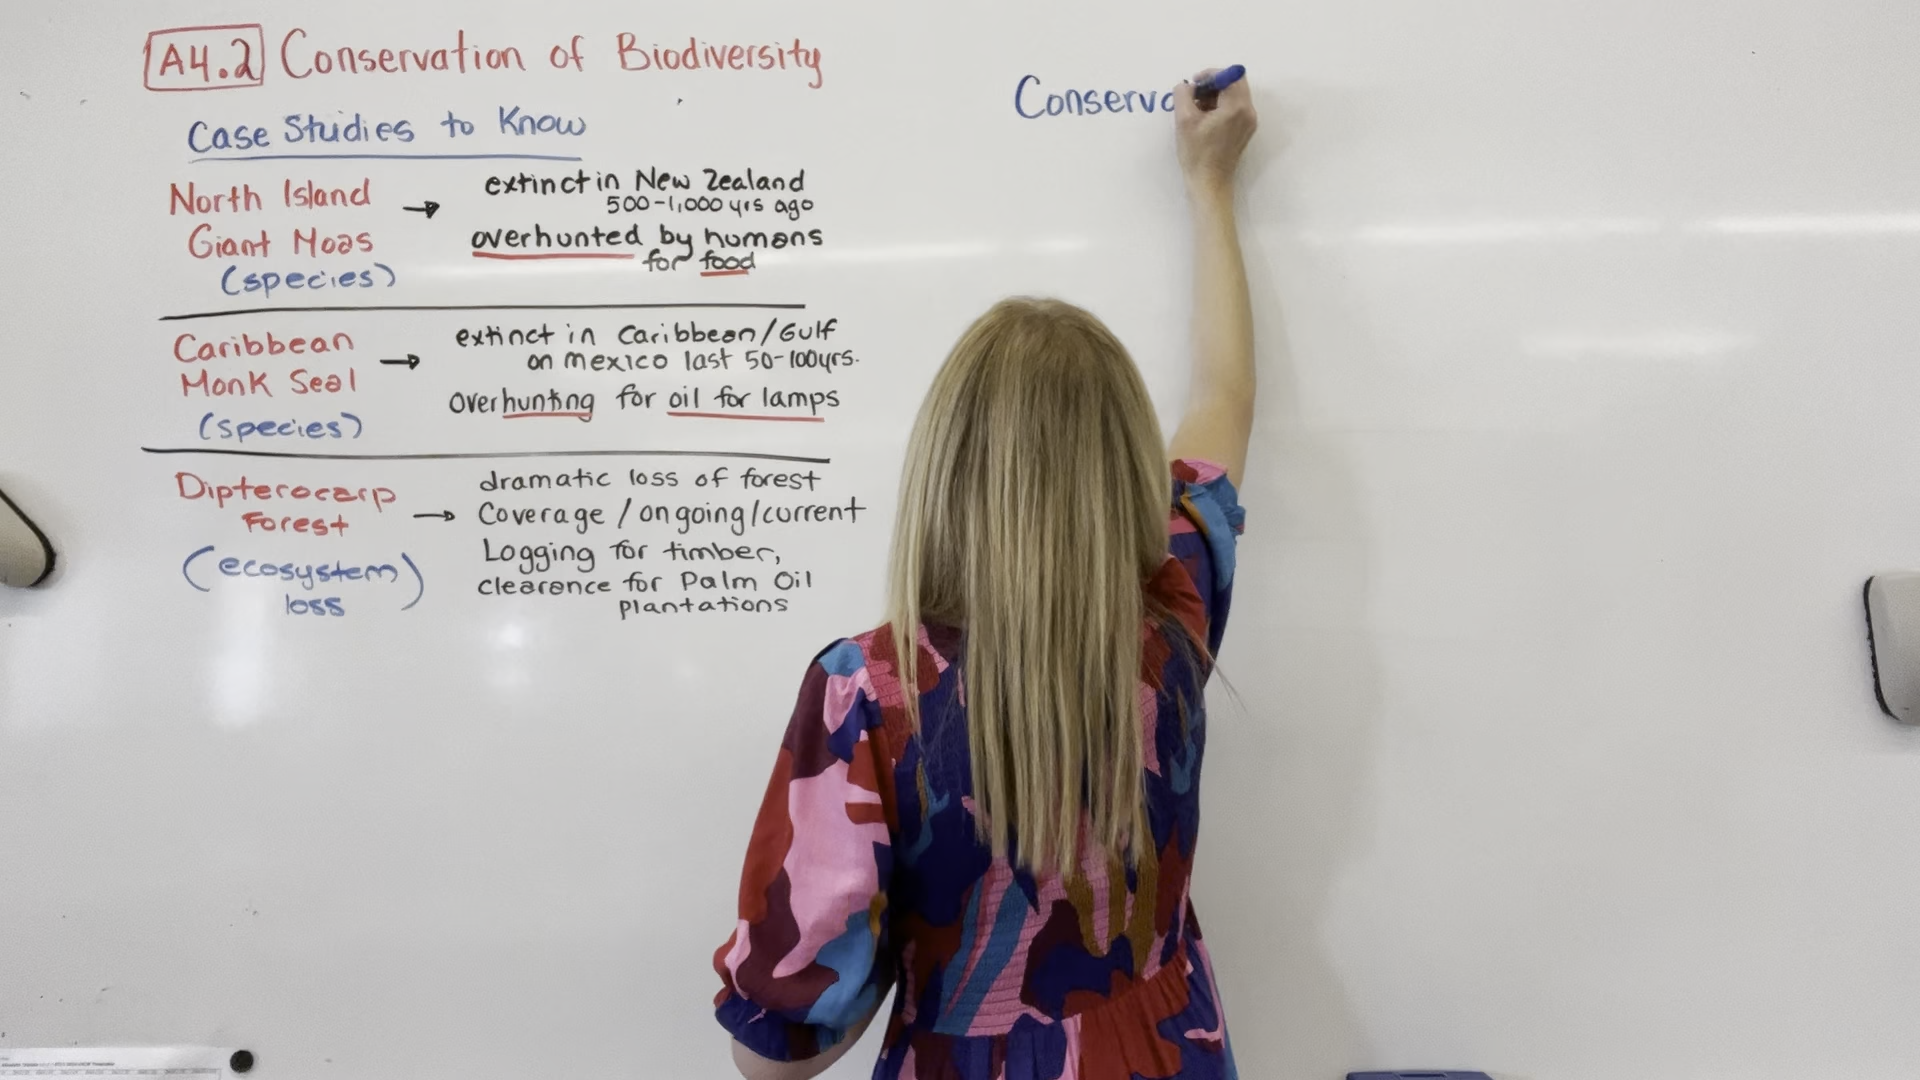 A4.2 Conservation of Biodiversity
Case Studies to Know
North Island
Giant Moas
(species)
→ extinct in New Zealand
500-1,000 yrs ago
overhunted by humans
for food
Caribbean
Monk Seal
(species)
→ extinct in Caribbean/Gulf
on mexico last 50-100yrs.
overhunting for oil for lamps
Dipterocarp
Forest
(ecosystem)
loss
→ dramatic loss of forest
Coverage / ongoing/current
Logging for timber,
clearance for Palm Oil
plantations
Conserva